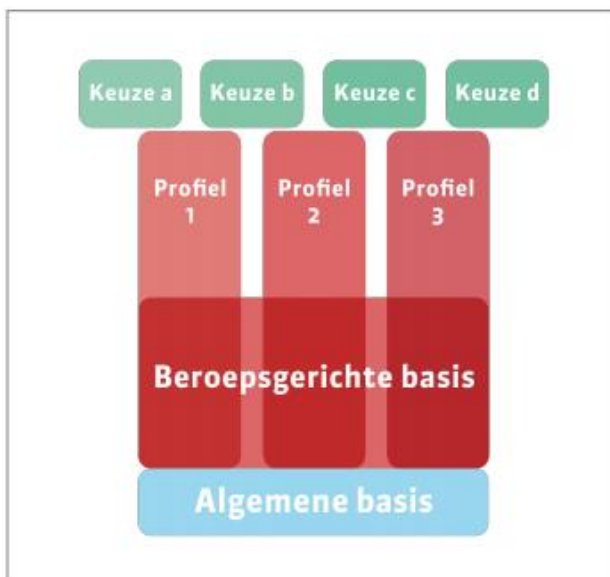 Keuze a
Keuze b
Keuze c
Keuze d
Profiel
1
Profiel
2
Profiel
3
Beroepsgerichte basis
Algemene basis